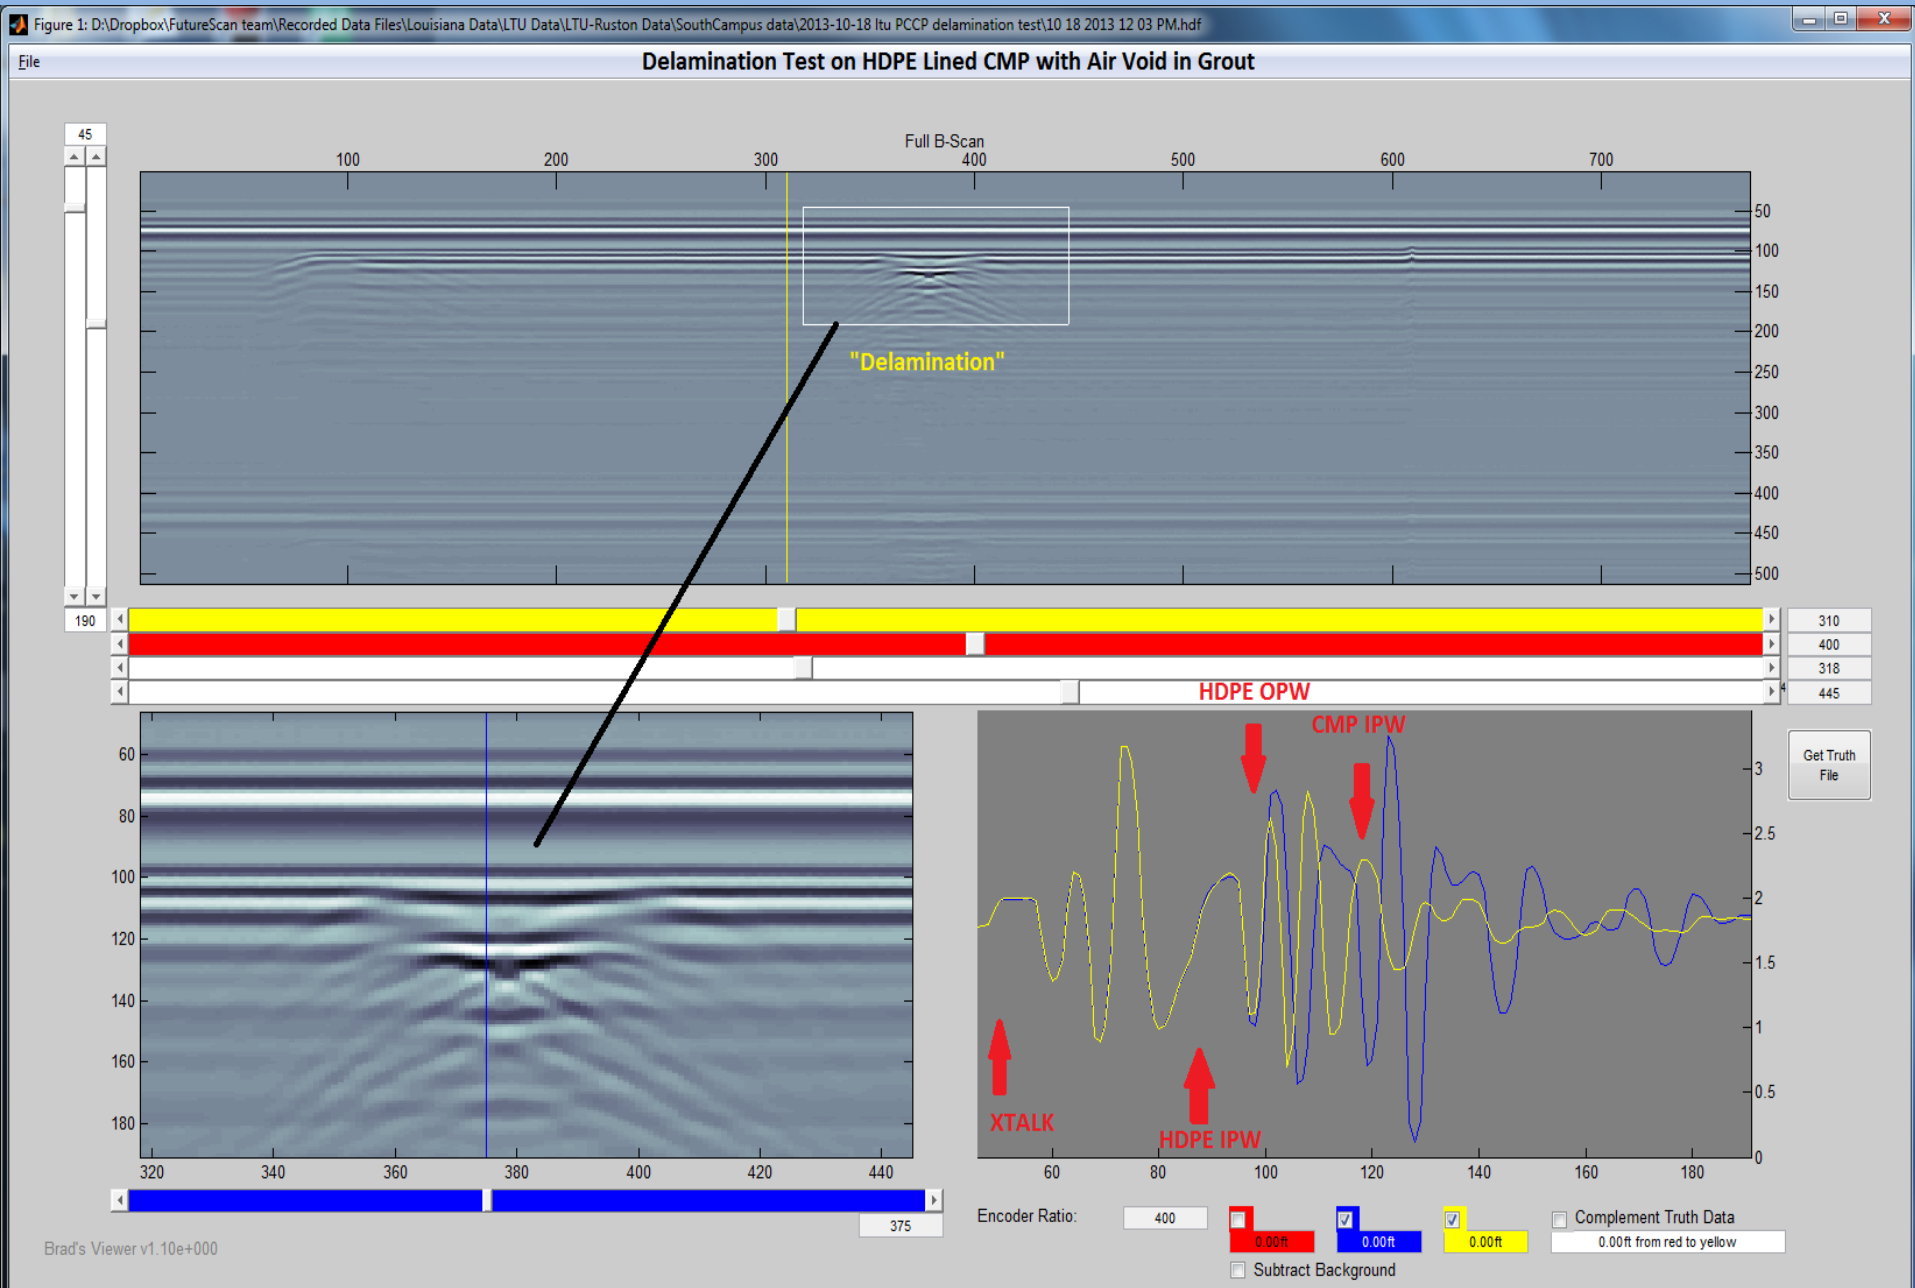 Figure 1: D:\Dropbox\FutureScan team\Recorded Data Files\Louisiana Data\LTU Data\LTU-Ruston Data\SouthCampus data\2013-10-18 ltu PCCP delamination test\10 18 2013 12 03 PM.hdf
File
Delamination Test on HDPE Lined CMP with Air Void in Grout
45
Full B-Scan
100 200 300 400 500 600 700
50
100
150
200
"Delamination"
250
300
350
400
450
500
190
310
400
318
445
HDPE OPW
4
CMP IPW
Get Truth
File
60
80
100
120
140
160
180
320 340 360 380 400 420 440
3
2.5
2
1.5
1
0.5
0
XTALK
HDPE IPW
60 80 100 120 140 160 180
375
Encoder Ratio:
400
0.00ft
0.00ft
0.00ft
Complement Truth Data
0.00ft from red to yellow
Subtract Background
Brad's Viewer v1.10e+000